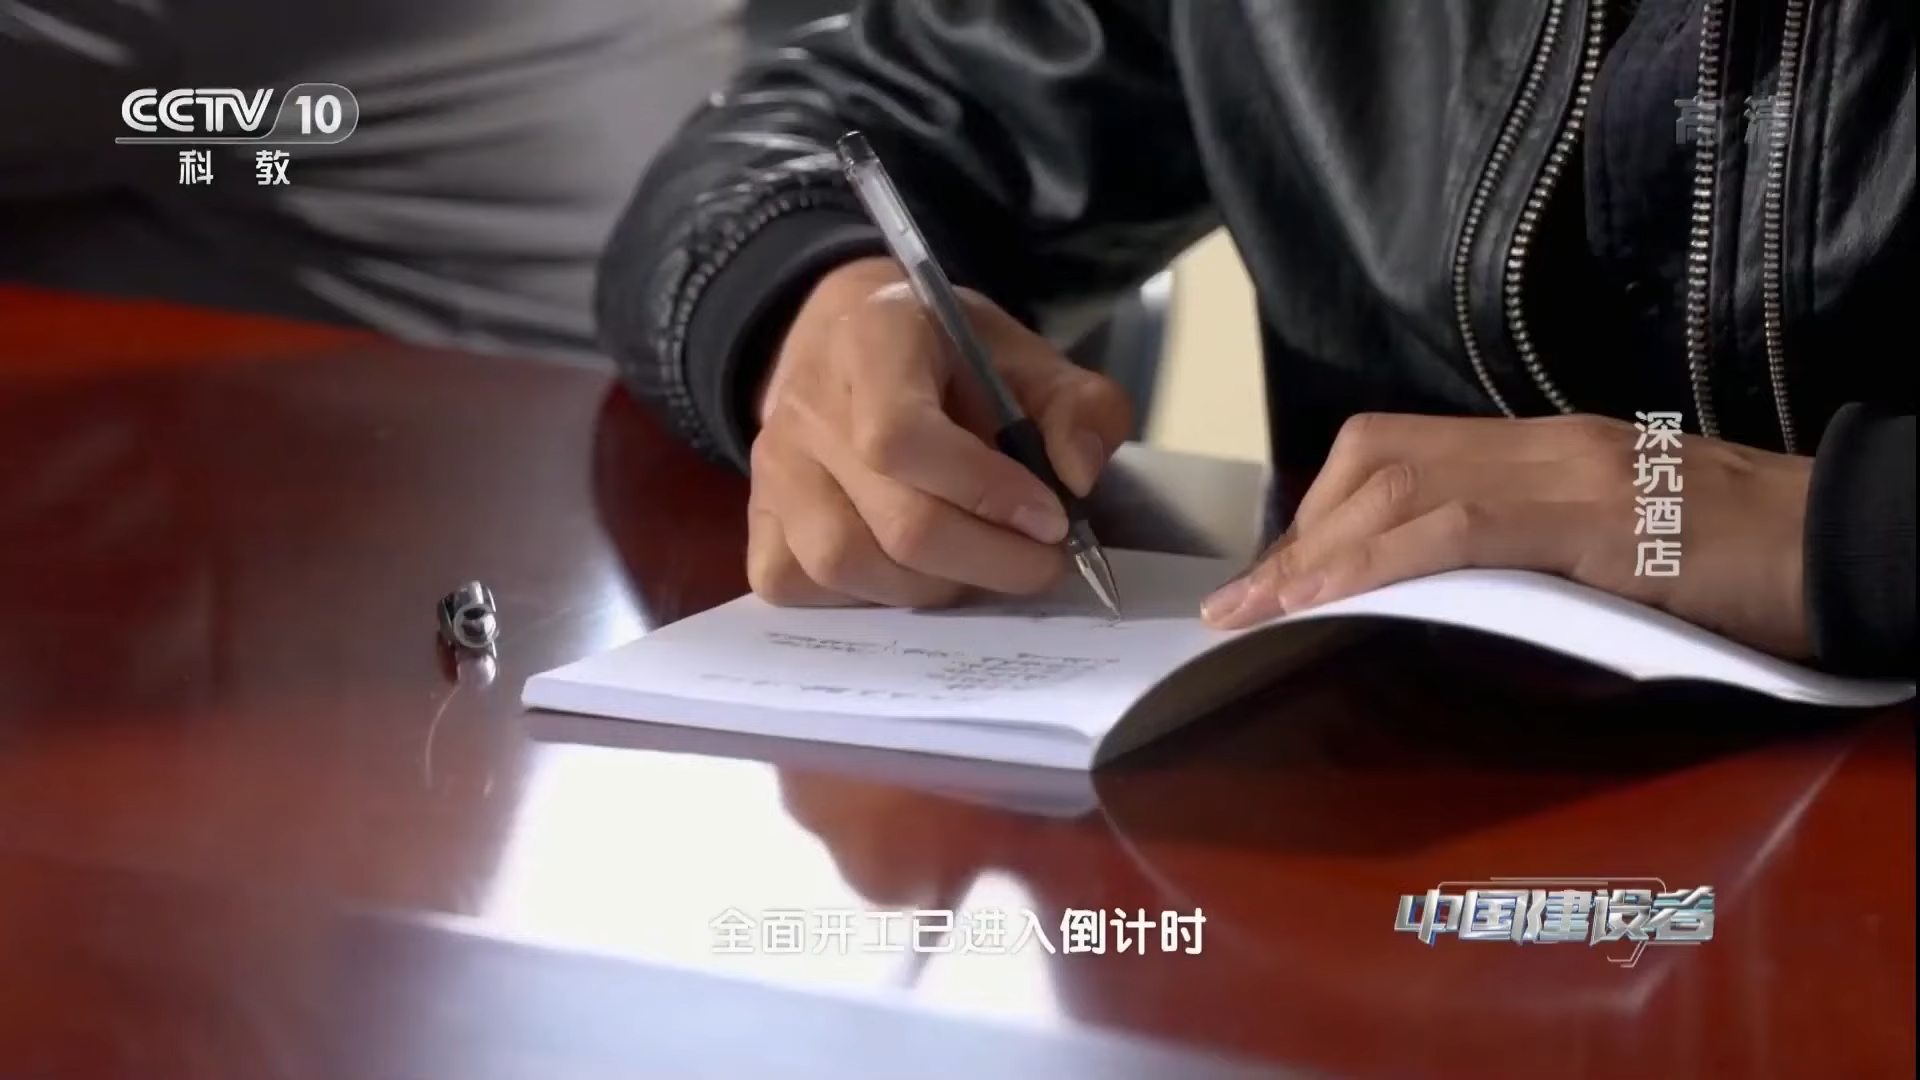 CCTV 10
科教
高清
深坑酒店
全面开工已进入倒计时
中国建设者